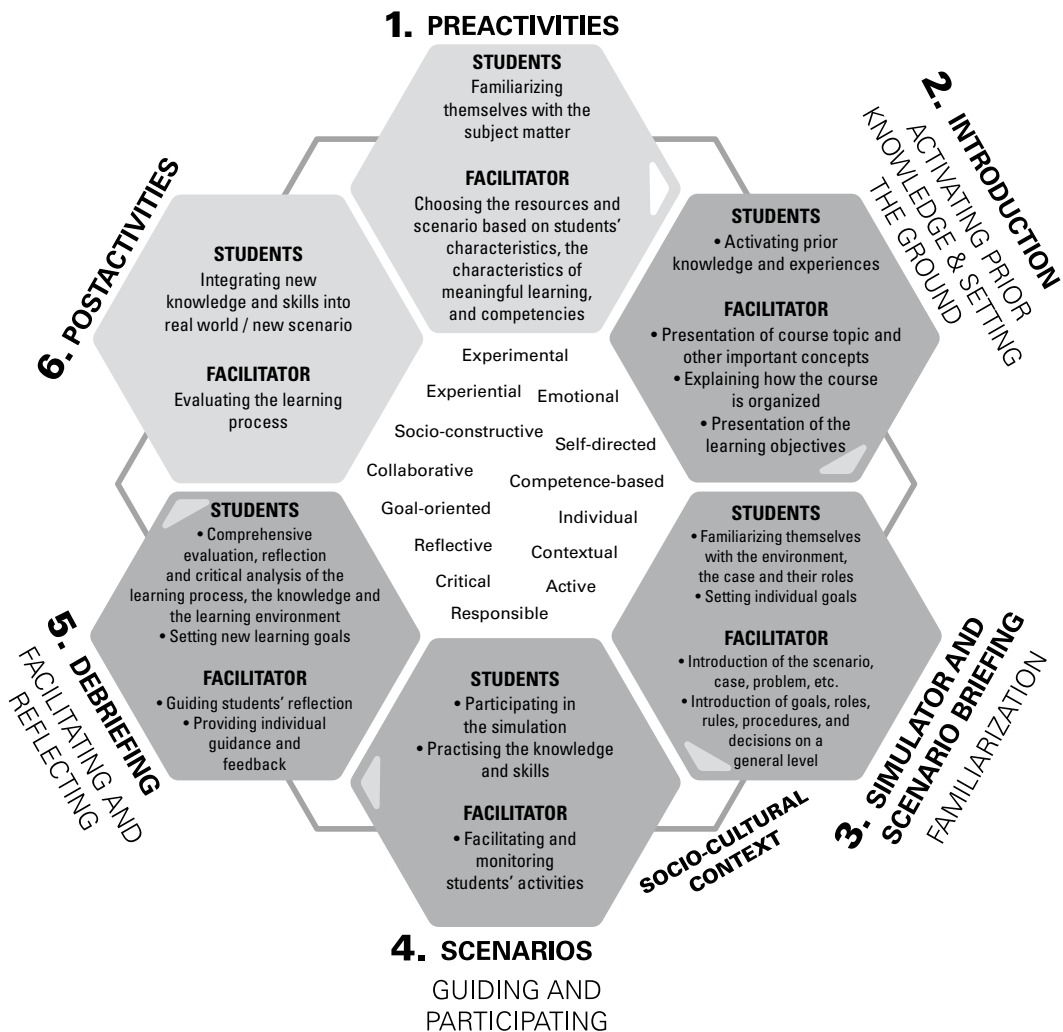 1. PREACTIVITIES
STUDENTS
Familiarizing
themselves with the
subject matter
FACILITATOR
Choosing the resources and
scenario based on students’
characteristics, the
characteristics of
meaningful learning,
and competencies
2. INTRODUCTION
ACTIVATING PRIOR
KNOWLEDGE & SETTING
THE GROUND
STUDENTS
• Activating prior
knowledge and experiences
FACILITATOR
• Presentation of course topic and
other important concepts
• Explaining how the course
is organized
• Presentation of the
learning objectives
3. SIMULATOR AND
SCENARIO BRIEFING
FAMILIARIZATION
STUDENTS
• Familiarizing themselves
with the environment,
the case and their roles
• Setting individual goals
FACILITATOR
• Introduction of the scenario,
case, problem, etc.
• Introduction of goals, roles,
rules, procedures, and
decisions on a
general level
SOCIO-CULTURAL
CONTEXT
4. SCENARIOS
GUIDING AND
PARTICIPATING
STUDENTS
• Participating in
the simulation
• Practising the knowledge
and skills
FACILITATOR
• Facilitating and
monitoring
students’ activities
5. DEBRIEFING
FACILITATING AND
REFLECTING
STUDENTS
• Comprehensive
evaluation, reflection
and critical analysis of the
learning process, the knowledge and
the learning environment
• Setting new learning goals
FACILITATOR
• Guiding students’ reflection
• Providing individual
guidance and
feedback
6. POSTACTIVITIES
STUDENTS
Integrating new
knowledge and skills into
real world / new scenario
FACILITATOR
Evaluating the learning
process
Experimental
Experiential
Emotional
Socio-constructive
Self-directed
Collaborative
Competence-based
Goal-oriented
Individual
Reflective
Contextual
Critical
Active
Responsible